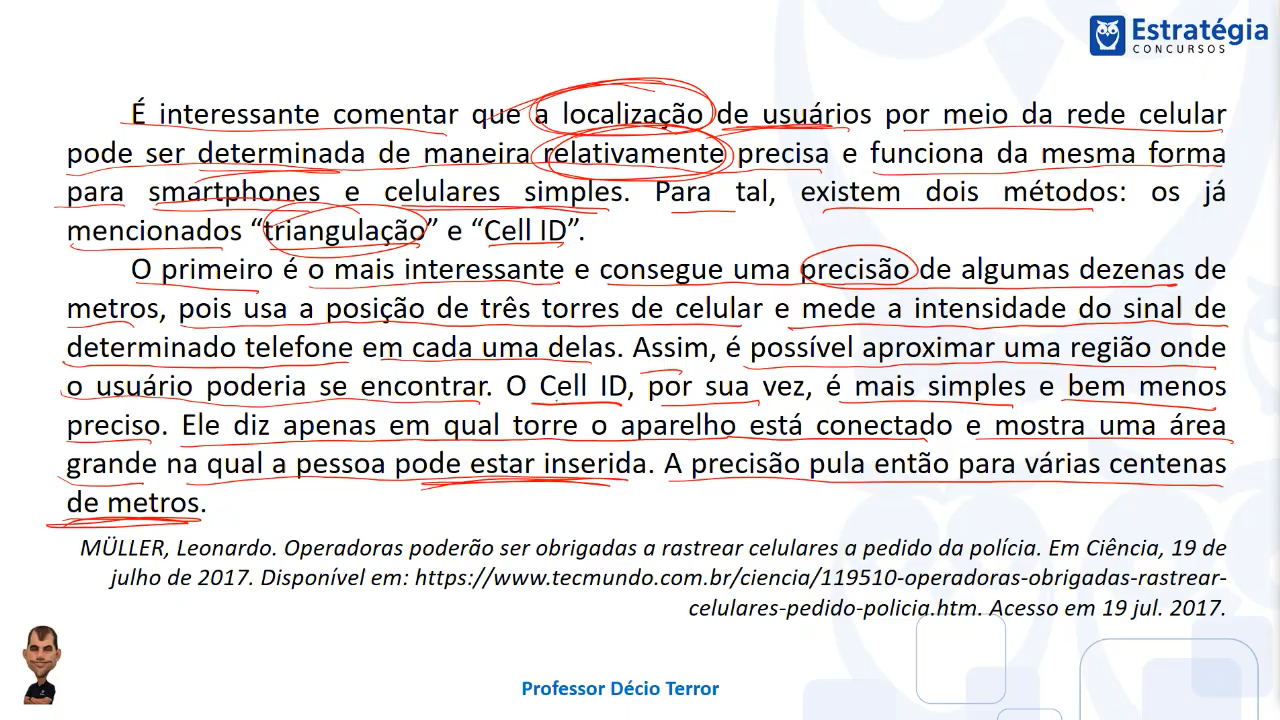 Estratégia
CONCURSOS
É interessante comentar que a localização de usuários por meio da rede celular
pode ser determinada de maneira relativamente precisa e funciona da mesma forma
para smartphones e celulares simples. Para tal, existem dois métodos: os já
mencionados “triangulação” e “Cell ID”.
O primeiro é o mais interessante e consegue uma precisão de algumas dezenas de
metros, pois usa a posição de três torres de celular e mede a intensidade do sinal de
determinado telefone em cada uma delas. Assim, é possível aproximar uma região onde
o usuário poderia se encontrar. O Cell ID, por sua vez, é mais simples e bem menos
preciso. Ele diz apenas em qual torre o aparelho está conectado e mostra uma área
grande na qual a pessoa pode estar inserida. A precisão pula então para várias centenas
de metros.
MÜLLER, Leonardo. Operadoras poderão ser obrigadas a rastrear celulares a pedido da polícia. Em Ciência, 19 de
julho de 2017. Disponível em: https://www.tecmundo.com.br/ciencia/119510-operadoras-obrigadas-rastrear-
celulares-pedido-policia.htm. Acesso em 19 jul. 2017.
Professor Décio Terror